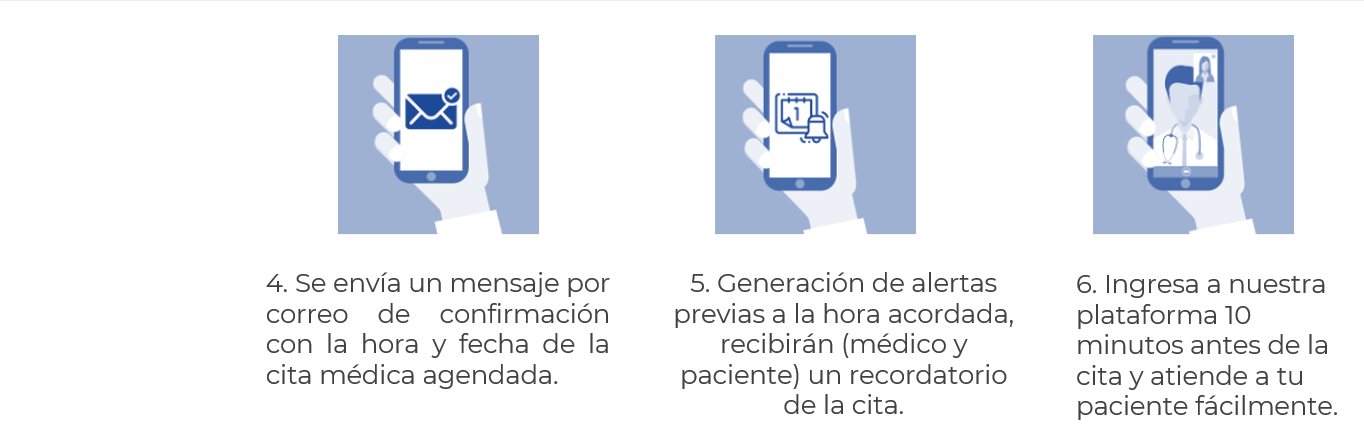 1
4. Se envía un mensaje por
correo de confirmación
con la hora y fecha de la
cita médica agendada.
5. Generación de alertas
previas a la hora acordada,
recibirán (médico y
paciente) un recordatorio
de la cita.
6. Ingresa a nuestra
plataforma 10
minutos antes de la
cita y atiende a tu
paciente fácilmente.